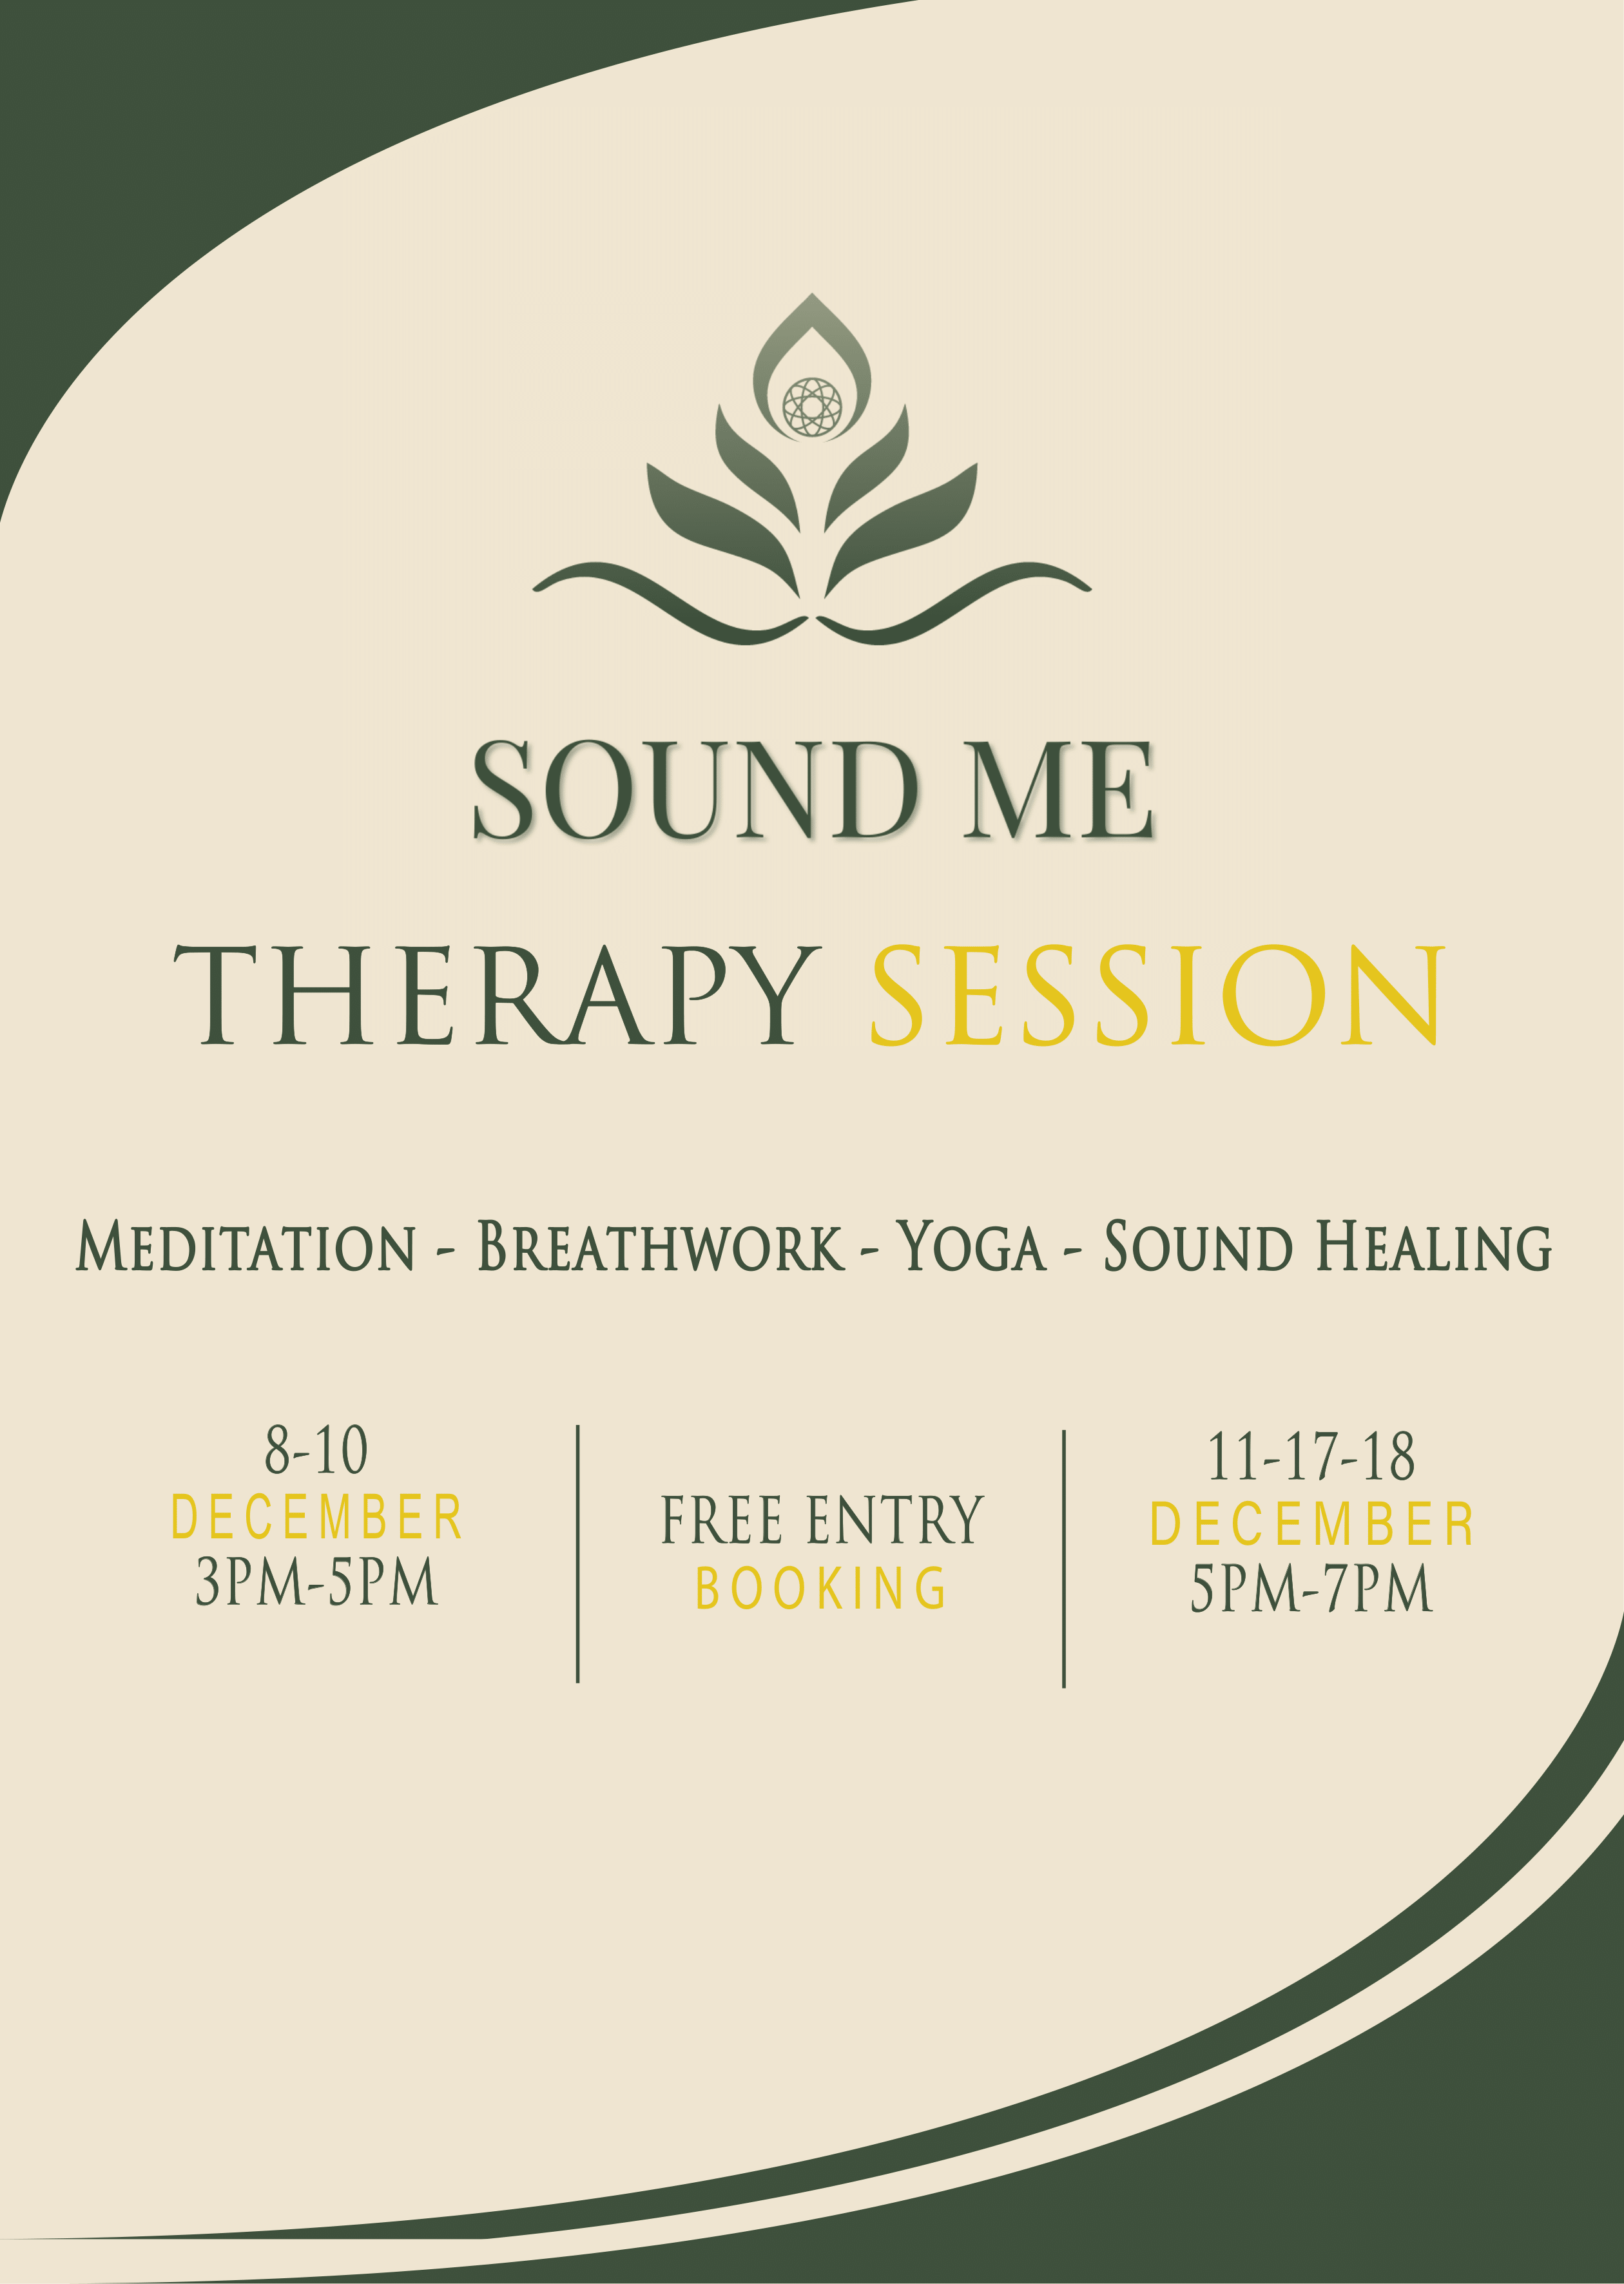 SOUND ME
THERAPY SESSION
MEDITATION - BREATHWORK - YOGA - SOUND HEALING
8-10
DECEMBER
3PM-5PM
FREE ENTRY
BOOKING
11-17-18
DECEMBER
5PM-7PM